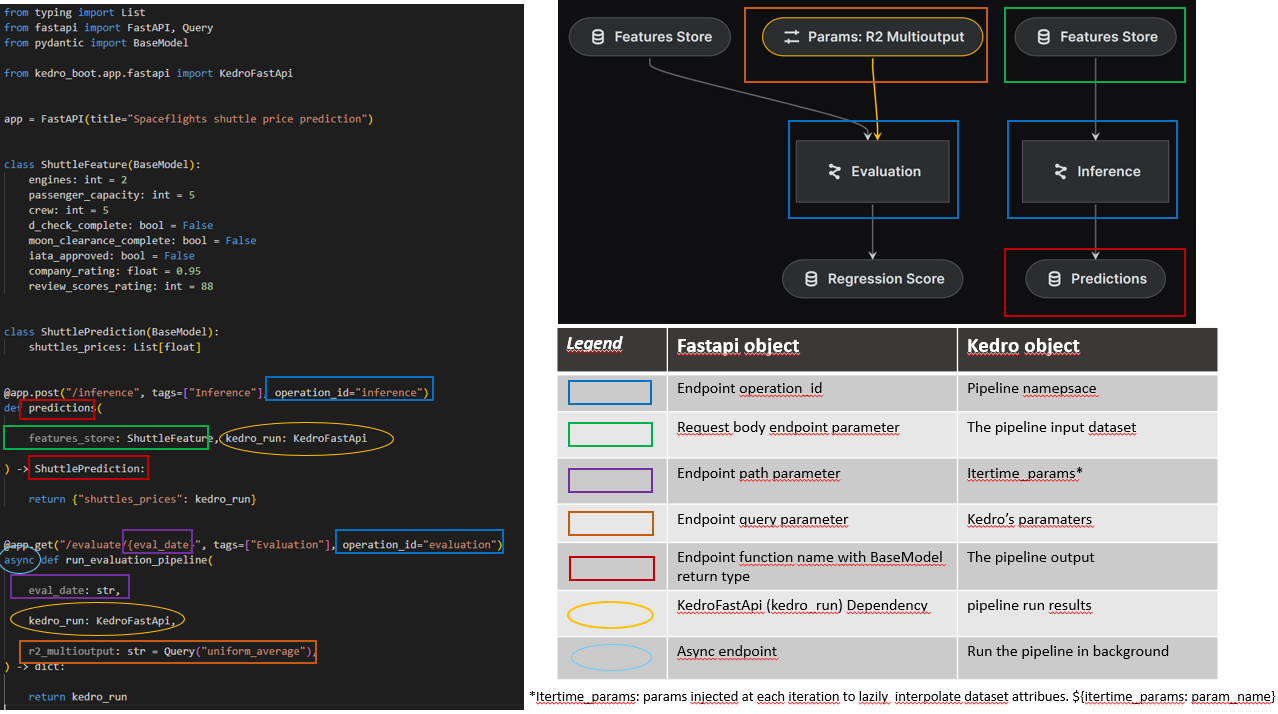 from typing import List
from fastapi import FastAPI, Query
from pydantic import BaseModel
from kedro_boot.app.fastapi import KedroFastApi
app = FastAPI(title="Spaceflights shuttle price prediction")
class ShuttleFeature(BaseModel):
engines: int = 2
passenger_capacity: int = 5
crew: int = 5
d_check_complete: bool = False
moon_clearance_complete: bool = False
iata_approved: bool = False
company_rating: float = 0.95
review_scores_rating: int = 88
class ShuttlePrediction(BaseModel):
shuttles_prices: List[float]
@app.post("/inference", tags=["Inference"], operation_id="inference")
def predictions(
features_store: ShuttleFeature, kedro_run: KedroFastApi
) -> ShuttlePrediction:
return {"shuttles_prices": kedro_run}
@app.get("/evaluate/{eval_date}", tags=["Evaluation"], operation_id="evaluation")
async def run_evaluation_pipeline(
eval_date: str,
kedro_run: KedroFastApi,
r2_multioutput: str = Query("uniform_average"),
) -> dict:
return kedro_run
Features Store
Params: R2 Multioutput
Features Store
Evaluation
Inference
Regression Score
Predictions
Legend
Fastapi object
Kedro object
Endpoint operation_id
Pipeline namepsace
Request body endpoint parameter
The pipeline input dataset
Endpoint path parameter
Itertime_params*
Endpoint query parameter
Kedro's paramaters
Endpoint function name with BaseModel
return type
The pipeline output
KedroFastApi (kedro_run) Dependency
pipeline run results
Async endpoint
Run the pipeline in background
*Itertime_params: params injected at each iteration to lazily interpolate dataset attribues. ${itertime_params: param_name}